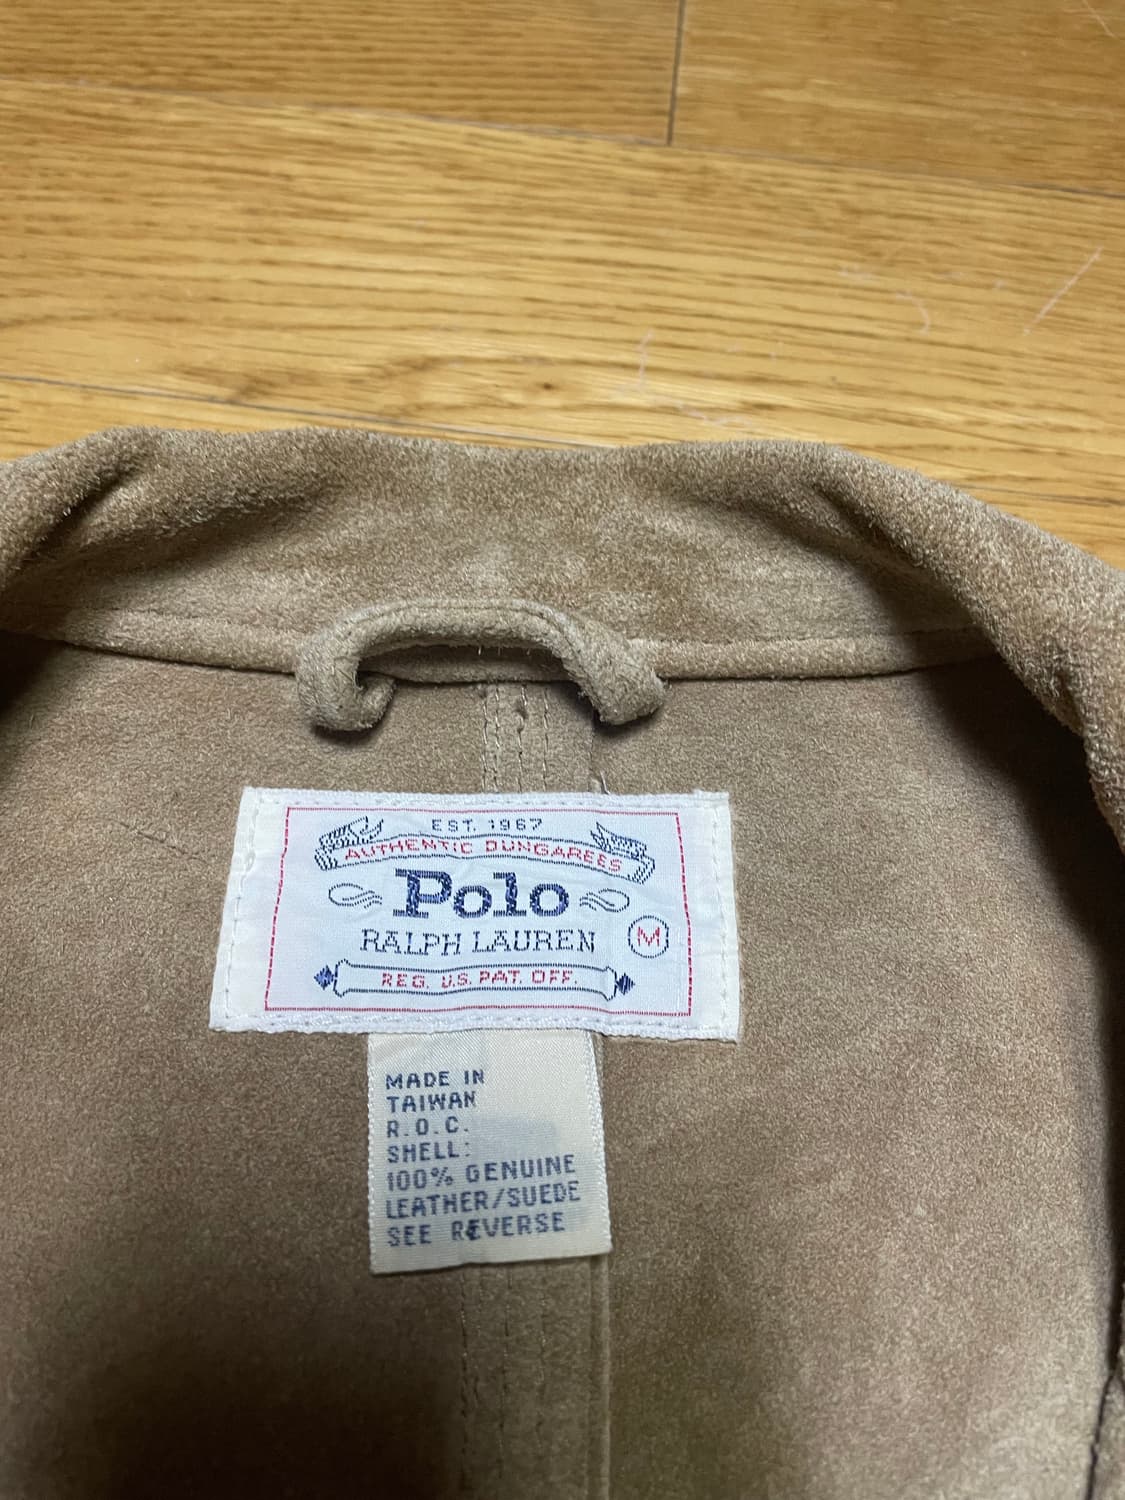 EST. 1967
AUTHENTIC DUNGAREES
Polo
RALPH LAUREN M
REG. U.S. PAT. OFF.
MADE IN
TAIWAN
R.O.C.
SHELL:
100% GENUINE
LEATHER/SUEDE
SEE REVERSE